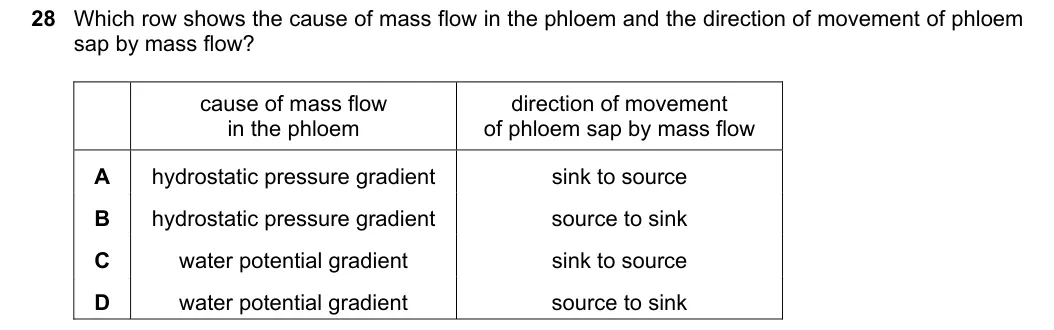 28 Which row shows the cause of mass flow in the phloem and the direction of movement of phloem
sap by mass flow?
cause of mass flow
in the phloem
direction of movement
of phloem sap by mass flow
A hydrostatic pressure gradient sink to source
B hydrostatic pressure gradient source to sink
C water potential gradient sink to source
D water potential gradient source to sink